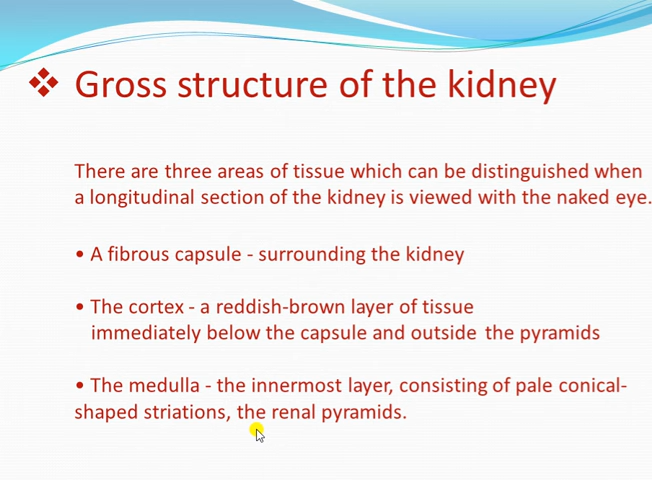 ❖ Gross structure of the kidney
There are three areas of tissue which can be distinguished when
a longitudinal section of the kidney is viewed with the naked eye.
• A fibrous capsule - surrounding the kidney
• The cortex - a reddish-brown layer of tissue
immediately below the capsule and outside the pyramids
• The medulla - the innermost layer, consisting of pale conical-
shaped striations, the renal pyramids.